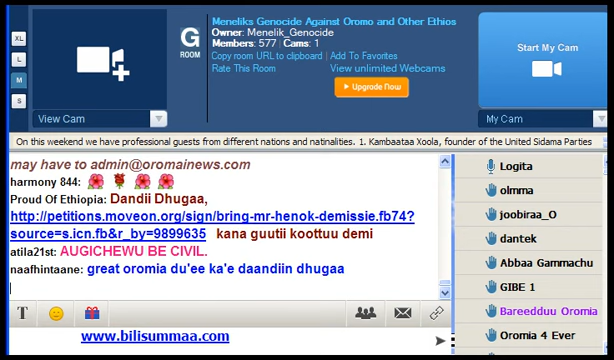 XL
L
M
S
View Cam
G
ROOM
Meneliks Genocide Against Oromo and Other Ethios
Owner: Menelik_Genocide
Members: 577 | Cams: 1
Copy room URL to clipboard | Add To Favorites
Rate This Room View unlimited Webcams
Upgrade Now
Start My Cam
My Cam
On this weekend we have professional guests from different nations and natinalities. 1. Kambaataa Xoola, founder of the United Sidama Parties
may have to admin@oromainews.com
harmony 844:
Proud Of Ethiopia: Dandii Dhugaa,
http://petitions.moveon.org/sign/bring-mr-henok-demissie.fb74?
source=s.icn.fb&r_by=9899635 kana guutii koottuu demi
atila21st: AUGICHEWU BE CIVIL.
naafhintaane: great oromia du'ee ka'e daandiin dhugaa
T
www.bilisummaa.com
Logita
olmma
joobiraa_O
dantek
Abbaa Gammachu
GIBE 1
Bareedduu Oromia
Oromia 4 Ever